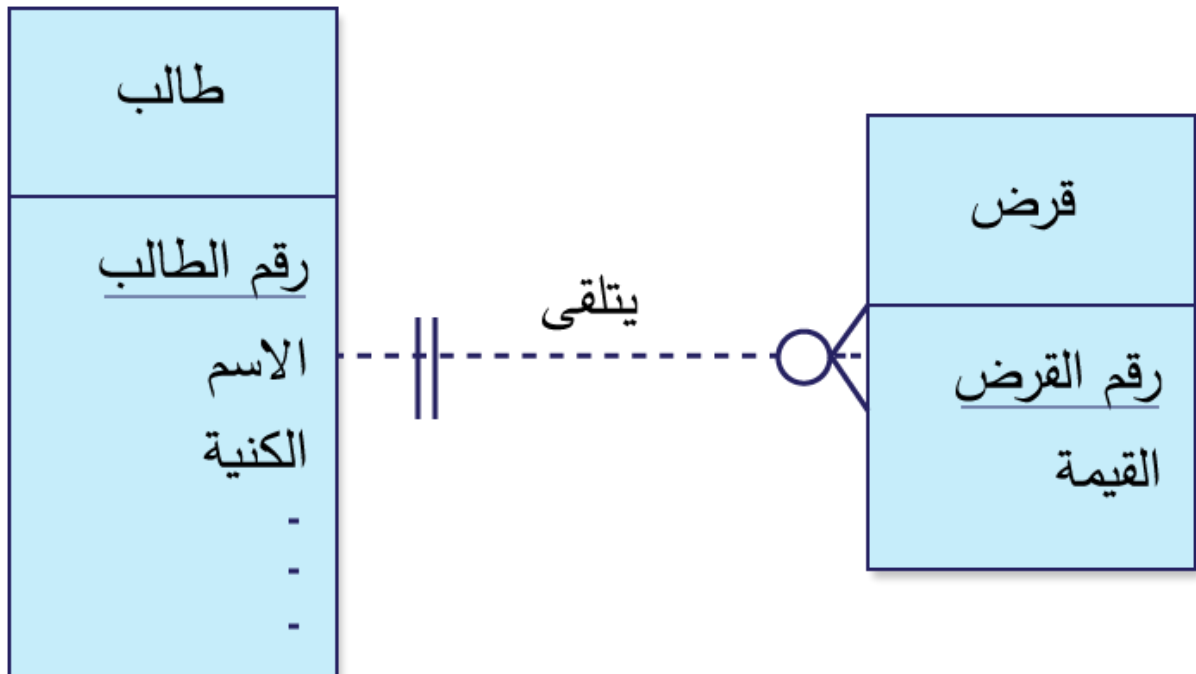 طالب
رقم الطالب
الاسم
الكنية
-
-
-
يتلقى
قرض
رقم القرض
القيمة